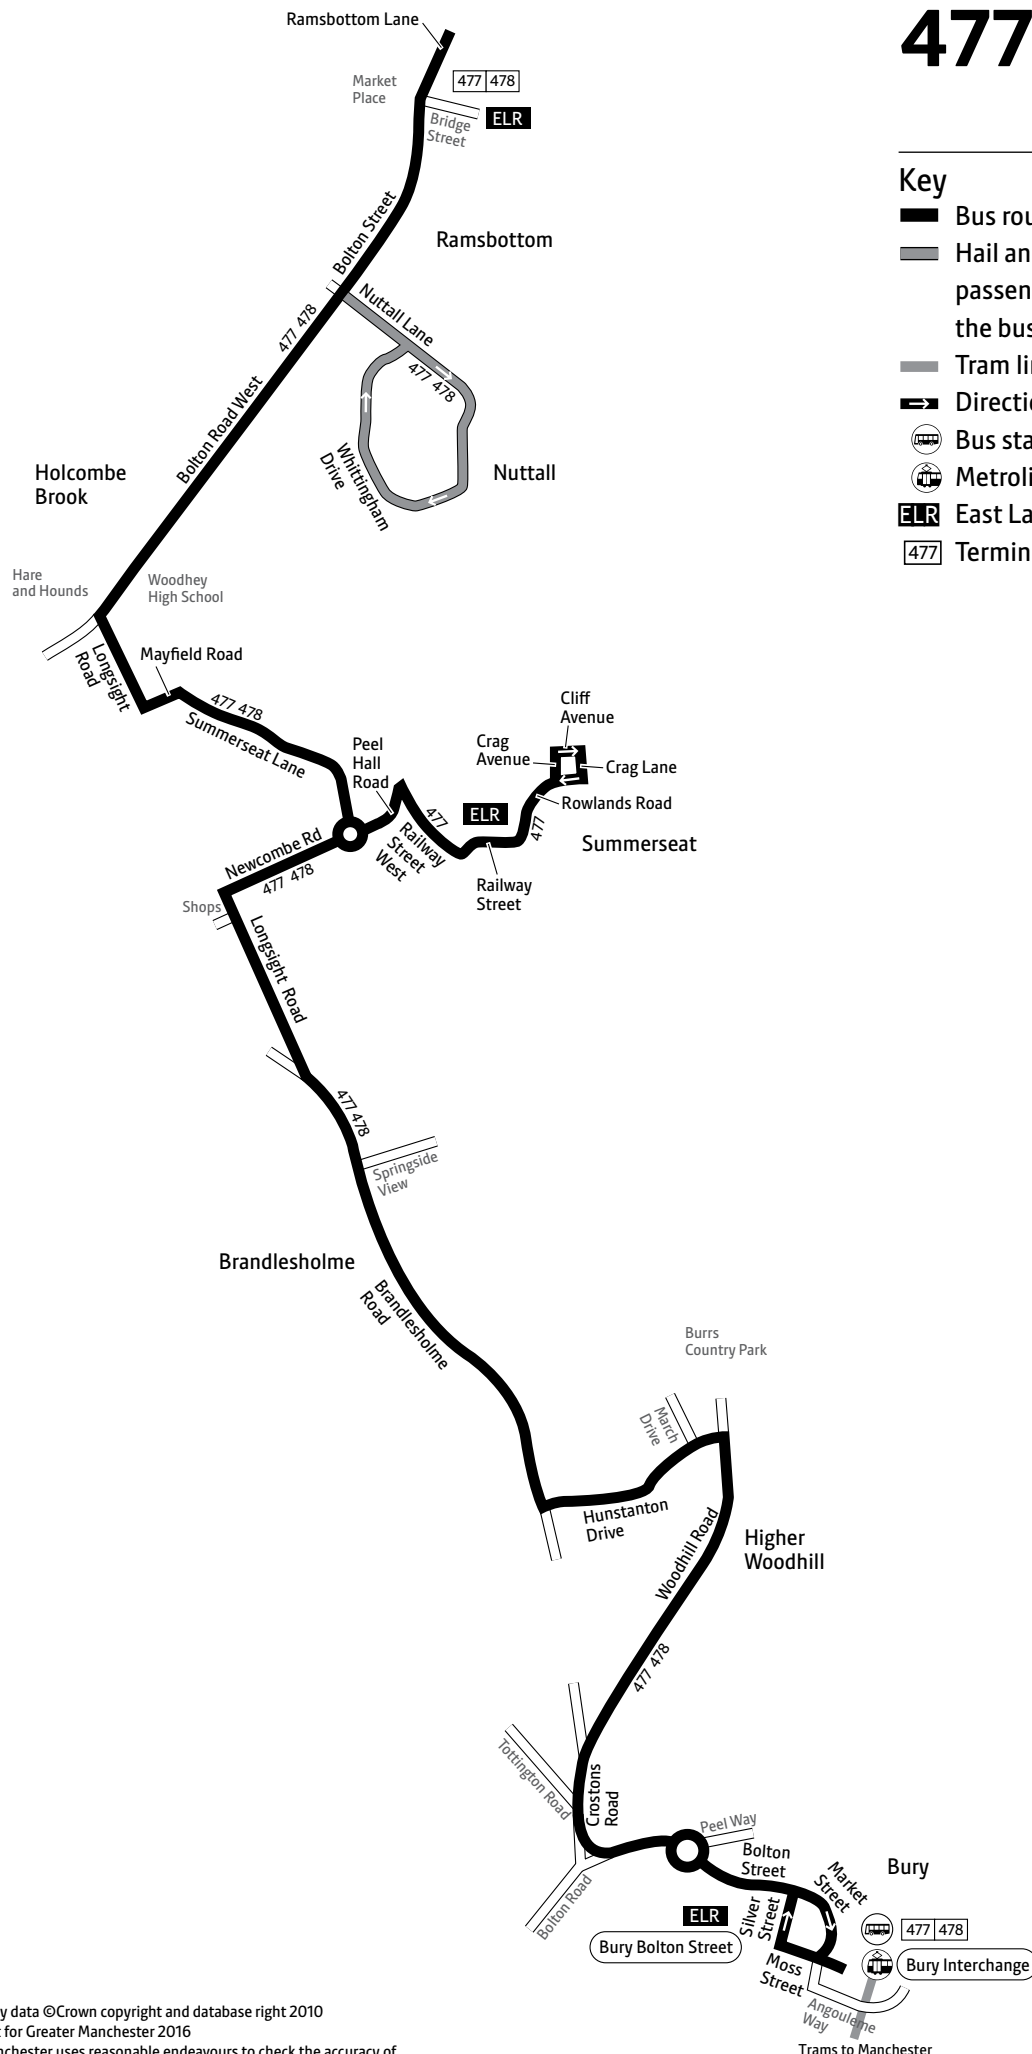 477
Key
Bus rou
Hail an
passen
the bus
Tram li
Directi
Bus sta
Metroli
ELR East La
477 Termin
Ramsbottom Lane
Market
Place
477 478
Bridge
Street
ELR
Bolton Street
Ramsbottom
Nuttall Lane
477 478
477 478
Bolton Road West
Whittingham
Drive
Nuttall
Holcombe
Brook
Hare
and Hounds
Woodhey
High School
Longsight
Road
Mayfield Road
477 478
Summerseat Lane
Peel
Hall
Road
Cliff
Avenue
Crag
Avenue
Crag Lane
Rowlands Road
ELR
477
477
Railway
Street
West
Summerseat
Railway
Street
Newcombe Rd
477 478
Shops
Longsight Road
477 478
Springside
View
Brandlesholme
Brandlesholme
Road
Burrs
Country Park
March
Drive
Hunstanton
Drive
Woodhill Road
Higher
Woodhill
477 478
Tottington Road
Crostons
Road
Bolton Road
Peel Way
Bolton
Street
Market
Street
Bury
ELR
Silver
Street
Bury Bolton Street
477 478
Bury Interchange
Moss
Street
Angouleme
Way
Trams to Manchester
y data ©Crown copyright and database right 2010
t for Greater Manchester 2016
nchester uses reasonable endeavours to check the accuracy of